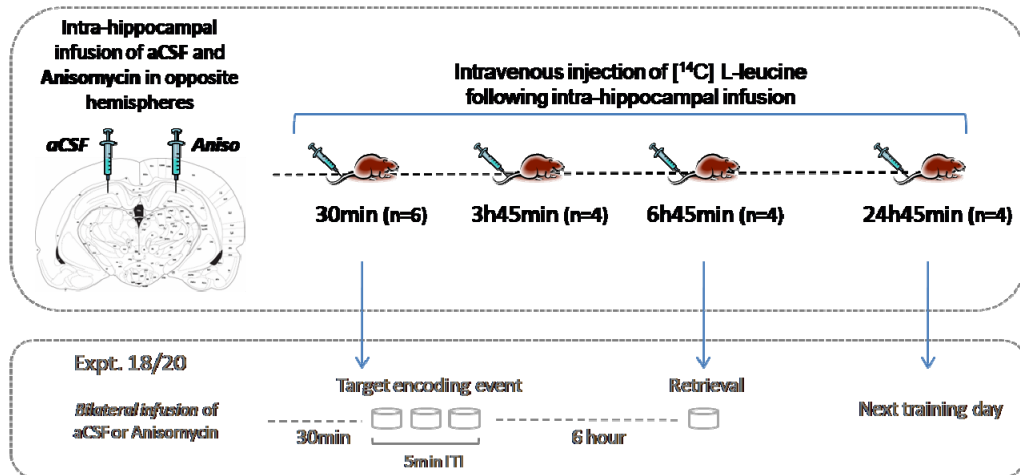 Intra-hippocampal
infusion of aCSF and
Anisomycin in opposite
hemispheres
aCSF
Aniso
Intravenous injection of [¹⁴C] L-leucine
following intra-hippocampal infusion
30min (n=6)
3h45min (n=4)
6h45min (n=4)
24h45min (n=4)
Expt. 18/20
Bilateral infusion of
aCSF or Anisomycin
30min
Target encoding event
5min ITI
6 hour
Retrieval
Next training day